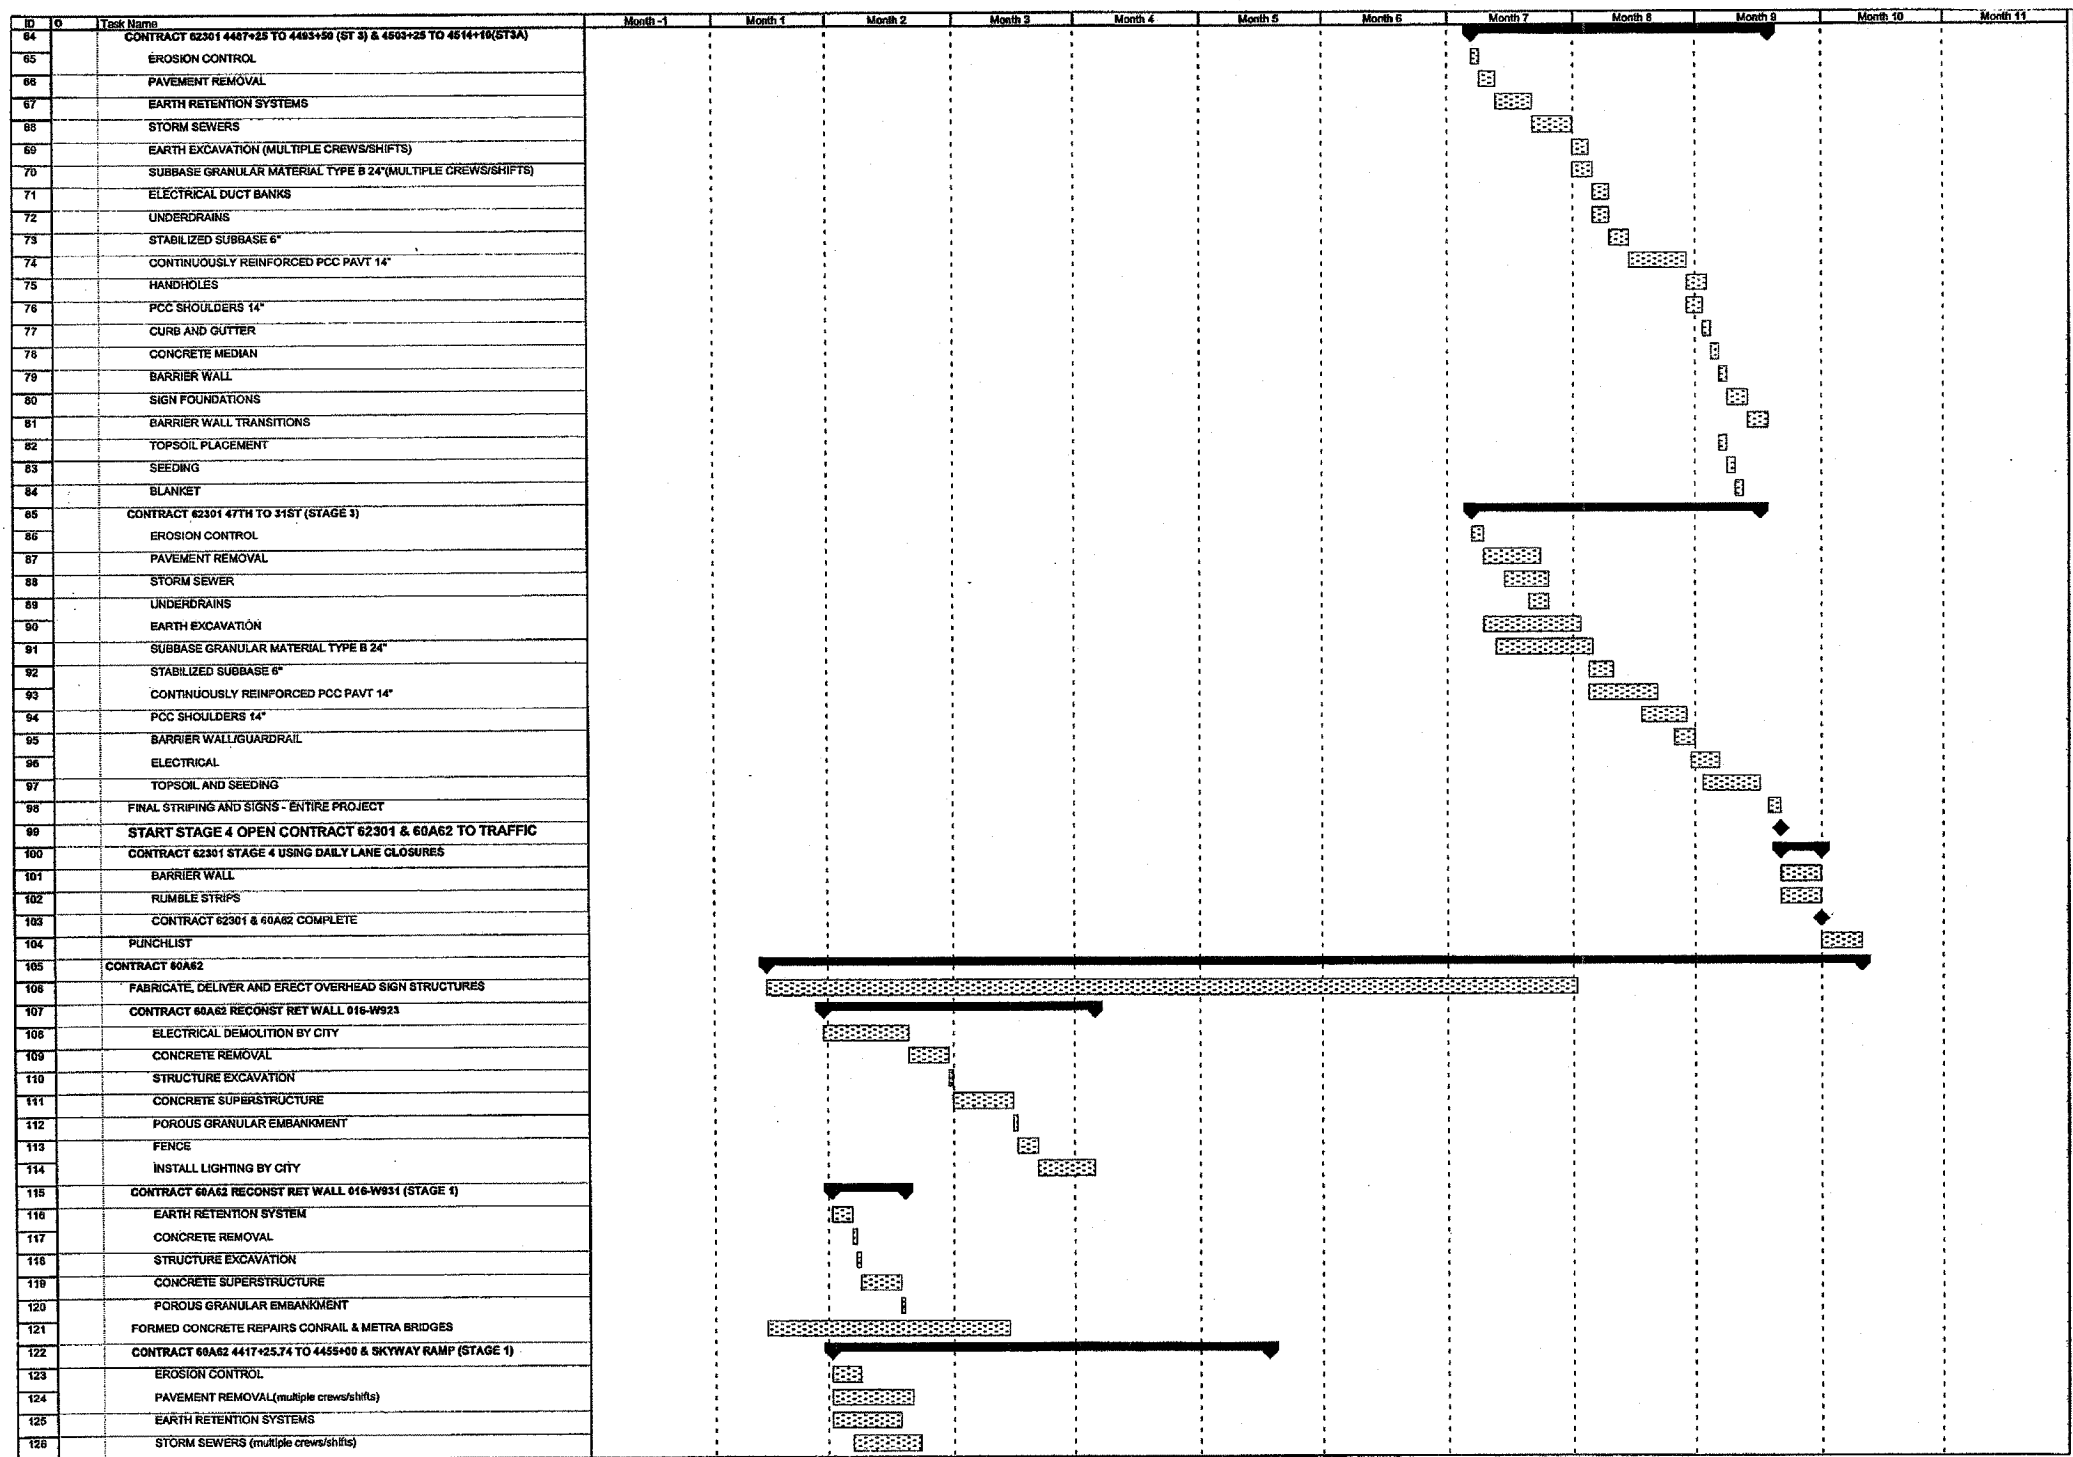 ID O Task Name Month -1 Month 1 Month 2 Month 3 Month 4 Month 5 Month 6 Month 7 Month 8 Month 9 Month 10 Month 11
64 CONTRACT 62301 4487+25 TO 4493+50 (ST 3) & 4503+25 TO 4514+10(ST3A)
65 EROSION CONTROL
66 PAVEMENT REMOVAL
67 EARTH RETENTION SYSTEMS
68 STORM SEWERS
69 EARTH EXCAVATION (MULTIPLE CREWS/SHIFTS)
70 SUBBASE GRANULAR MATERIAL TYPE B 24"(MULTIPLE CREWS/SHIFTS)
71 ELECTRICAL DUCT BANKS
72 UNDERDRAINS
73 STABILIZED SUBBASE 6"
74 CONTINUOUSLY REINFORCED PCC PAVT 14"
75 HANDHOLES
76 PCC SHOULDERS 14"
77 CURB AND GUTTER
78 CONCRETE MEDIAN
79 BARRIER WALL
80 SIGN FOUNDATIONS
81 BARRIER WALL TRANSITIONS
82 TOPSOIL PLACEMENT
83 SEEDING
84 BLANKET
85 CONTRACT 62301 47TH TO 31ST (STAGE 3)
86 EROSION CONTROL
87 PAVEMENT REMOVAL
88 STORM SEWER
89 UNDERDRAINS
90 EARTH EXCAVATION
91 SUBBASE GRANULAR MATERIAL TYPE B 24"
92 STABILIZED SUBBASE 6"
93 CONTINUOUSLY REINFORCED PCC PAVT 14"
94 PCC SHOULDERS 14"
95 BARRIER WALL/GUARDRAIL
96 ELECTRICAL
97 TOPSOIL AND SEEDING
98 FINAL STRIPING AND SIGNS - ENTIRE PROJECT
99 START STAGE 4 OPEN CONTRACT 62301 & 60A62 TO TRAFFIC
100 CONTRACT 62301 STAGE 4 USING DAILY LANE CLOSURES
101 BARRIER WALL
102 RUMBLE STRIPS
103 CONTRACT 62301 & 60A62 COMPLETE
104 PUNCHLIST
105 CONTRACT 60A62
106 FABRICATE, DELIVER AND ERECT OVERHEAD SIGN STRUCTURES
107 CONTRACT 60A62 RECONST RET WALL 016-W923
108 ELECTRICAL DEMOLITION BY CITY
109 CONCRETE REMOVAL
110 STRUCTURE EXCAVATION
111 CONCRETE SUPERSTRUCTURE
112 POROUS GRANULAR EMBANKMENT
113 FENCE
114 INSTALL LIGHTING BY CITY
115 CONTRACT 60A62 RECONST RET WALL 016-W931 (STAGE 1)
116 EARTH RETENTION SYSTEM
117 CONCRETE REMOVAL
118 STRUCTURE EXCAVATION
119 CONCRETE SUPERSTRUCTURE
120 POROUS GRANULAR EMBANKMENT
121 FORMED CONCRETE REPAIRS CONRAIL & METRA BRIDGES
122 CONTRACT 60A62 4417+25.74 TO 4455+00 & SKYWAY RAMP (STAGE 1)
123 EROSION CONTROL
124 PAVEMENT REMOVAL(multiple crews/shifts)
125 EARTH RETENTION SYSTEMS
126 STORM SEWERS (multiple crews/shifts)